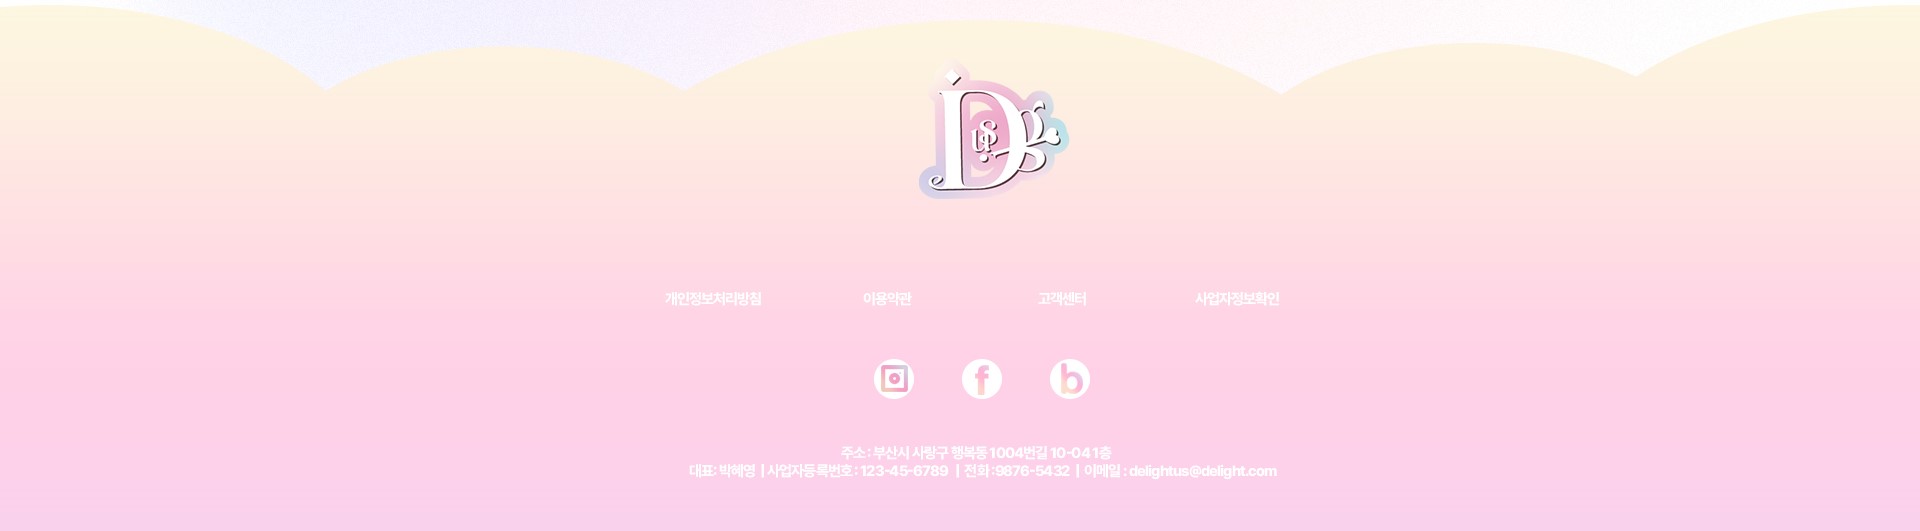 D us
개인정보처리방침 이용약관 고객센터 사업자정보확인
f b
주소 : 부산시 사랑구 행복동 1004번길 10-04 1층
대표: 박혜영 | 사업자등록번호 : 123-45-6789 | 전화 :9876-5432 | 이메일 : delightus@delight.com